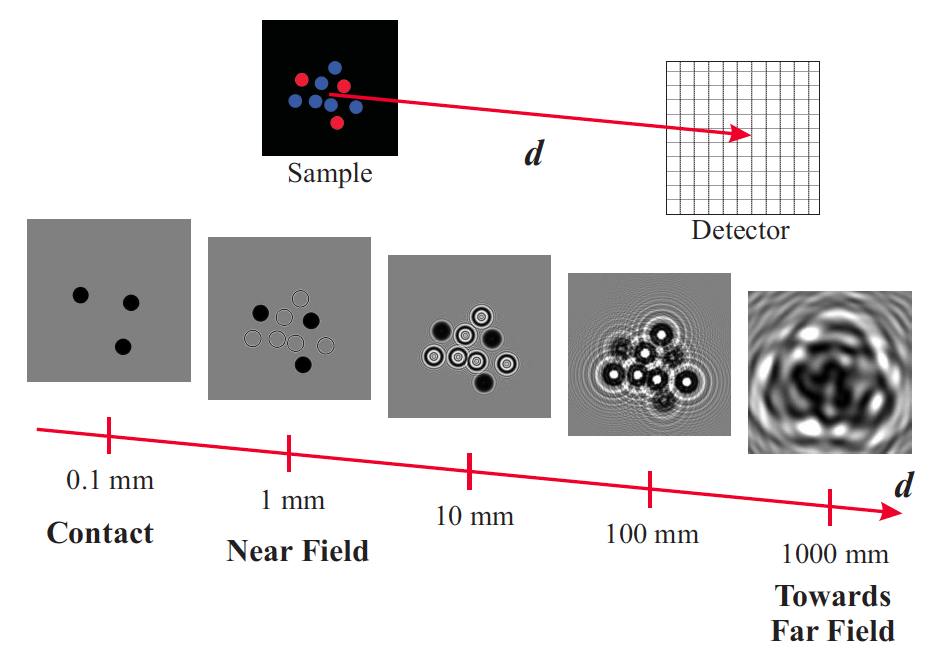 Sample
d
Detector
0.1 mm
Contact
1 mm
Near Field
10 mm
100 mm
d
1000 mm
Towards
Far Field